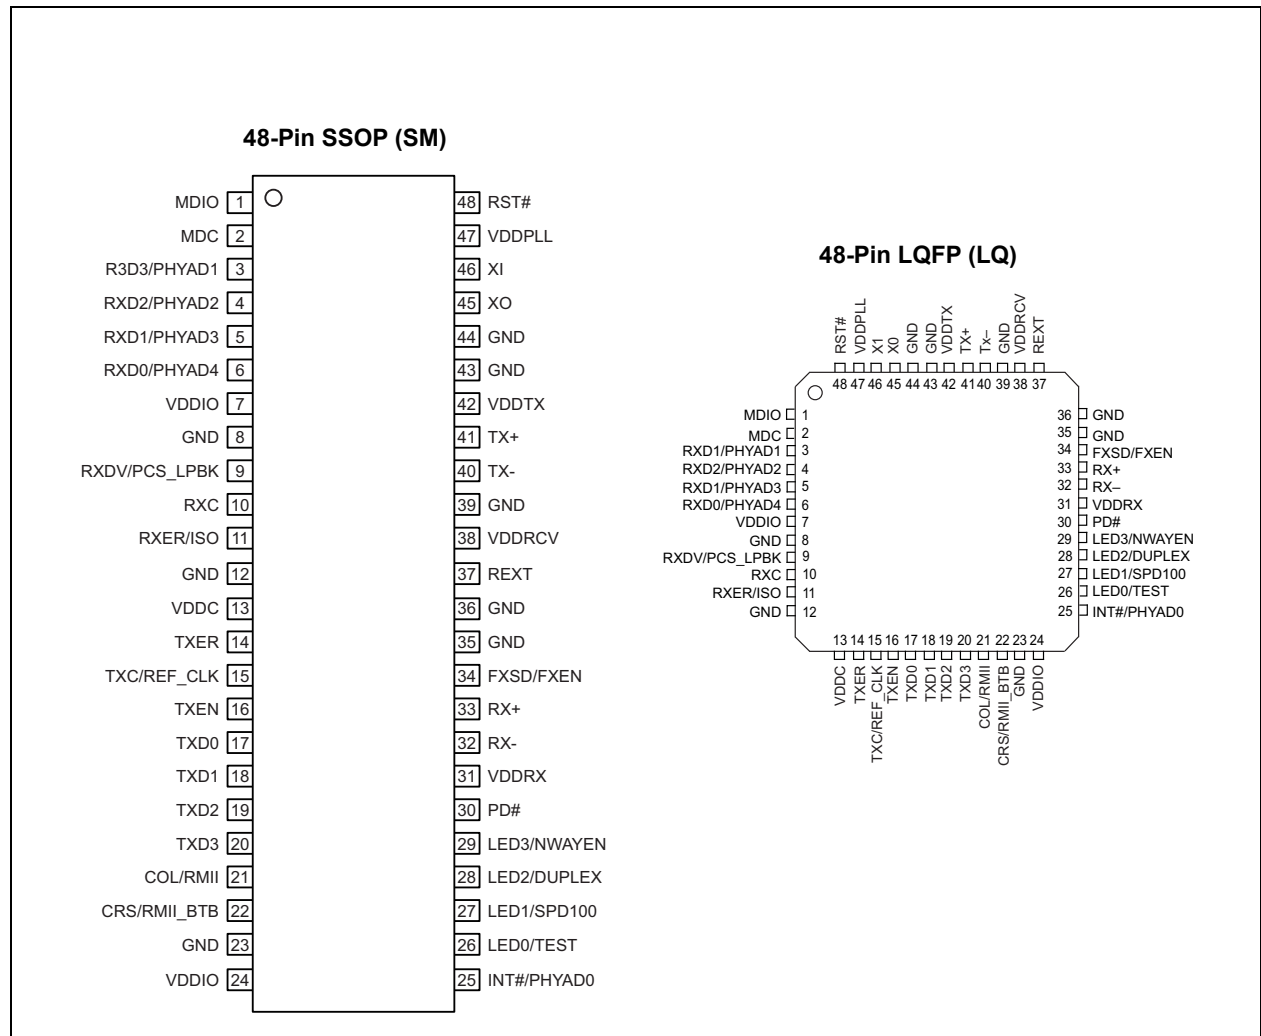 48-Pin SSOP (SM)
MDIO 1
MDC 2
R3D3/PHYAD1 3
RXD2/PHYAD2 4
RXD1/PHYAD3 5
RXD0/PHYAD4 6
VDDIO 7
GND 8
RXDV/PCS_LPBK 9
RXC 10
RXER/ISO 11
GND 12
VDDC 13
TXER 14
TXC/REF_CLK 15
TXEN 16
TXD0 17
TXD1 18
TXD2 19
TXD3 20
COL/RMII 21
CRS/RMII_BTB 22
GND 23
VDDIO 24
48 RST#
47 VDDPLL
46 XI
45 XO
44 GND
43 GND
42 VDDTX
41 TX+
40 TX-
39 GND
38 VDDRCV
37 REXT
36 GND
35 GND
34 FXSD/FXEN
33 RX+
32 RX-
31 VDDRX
30 PD#
29 LED3/NWAYEN
28 LED2/DUPLEX
27 LED1/SPD100
26 LED0/TEST
25 INT#/PHYAD0
48-Pin LQFP (LQ)
RST#
VDDPLL
X1
X0
GND
GND
VDDTX
TX+
Tx–
GND
VDDRCV
REXT
48 47 46 45 44 43 42 41 40 39 38 37
MDIO 1
MDC 2
RXD1/PHYAD1 3
RXD2/PHYAD2 4
RXD1/PHYAD3 5
RXD0/PHYAD4 6
VDDIO 7
GND 8
RXDV/PCS_LPBK 9
RXC 10
RXER/ISO 11
GND 12
36 GND
35 GND
34 FXSD/FXEN
33 RX+
32 RX–
31 VDDRX
30 PD#
29 LED3/NWAYEN
28 LED2/DUPLEX
27 LED1/SPD100
26 LED0/TEST
25 INT#/PHYAD0
13 14 15 16 17 18 19 20 21 22 23 24
VDDC
TXER
TXC/REF_CLK
TXEN
TXD0
TXD1
TXD2
TXD3
COL/RMII
CRS/RMII_BTB
GND
VDDIO